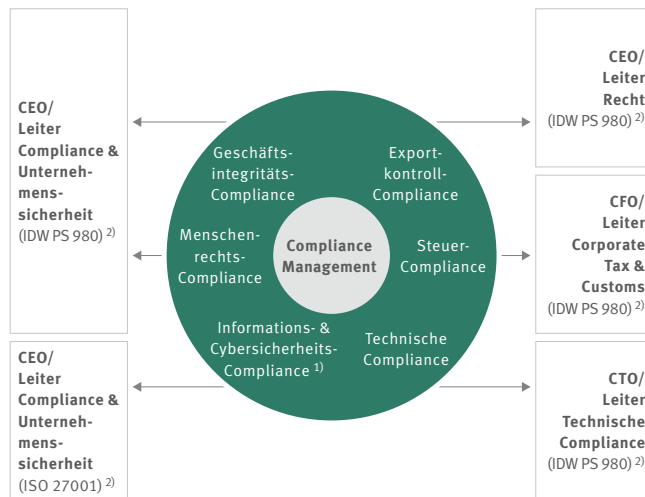 CEO/
Leiter
Compliance &
Unterneh-
mens-
sicherheit
(IDW PS 980) 2)
CEO/
Leiter
Compliance &
Unterneh-
mens-
sicherheit
(ISO 27001) 2)
Geschäfts-
integritäts-
Compliance
Export-
kontroll-
Compliance
Menschen-
rechts-
Compliance
Compliance
Management
Steuer-
Compliance
Informations- &
Cybersicherheits-
Compliance 1)
Technische
Compliance
CEO/
Leiter
Recht
(IDW PS 980) 2)
CFO/
Leiter
Corporate
Tax &
Customs
(IDW PS 980) 2)
CTO/
Leiter
Technische
Compliance
(IDW PS 980) 2)